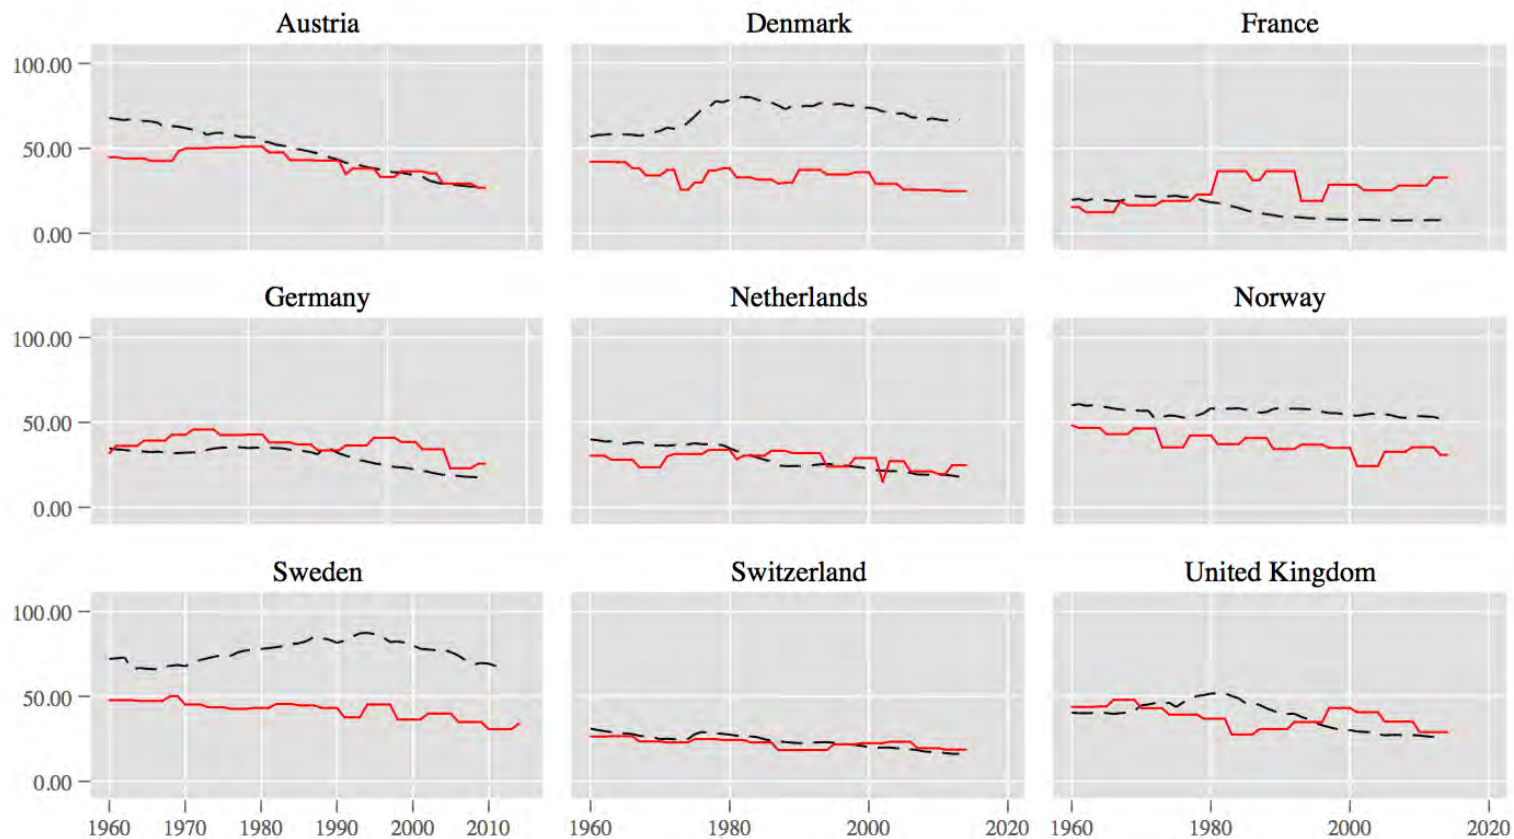 Austria Denmark France
100.00
50.00
0.00
Germany Netherlands Norway
100.00
50.00
0.00
Sweden Switzerland United Kingdom
100.00
50.00
0.00
1960 1970 1980 1990 2000 2010 1960 1980 2000 2020 1960 1980 2000 2020